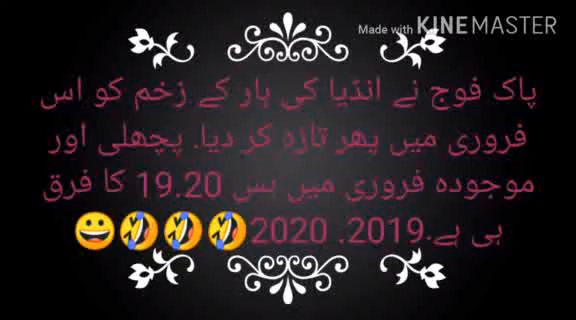 Made with KINEMASTER
پاک فوج نے انڈیا کی ہار کے زخم کو اس
فروری میں پھر تازہ کر دیا. پچھلی اور
موجودہ فروری میں بس 19.20 کا فرق
ہی ہے.2019. 2020🤣🤣🤣😀